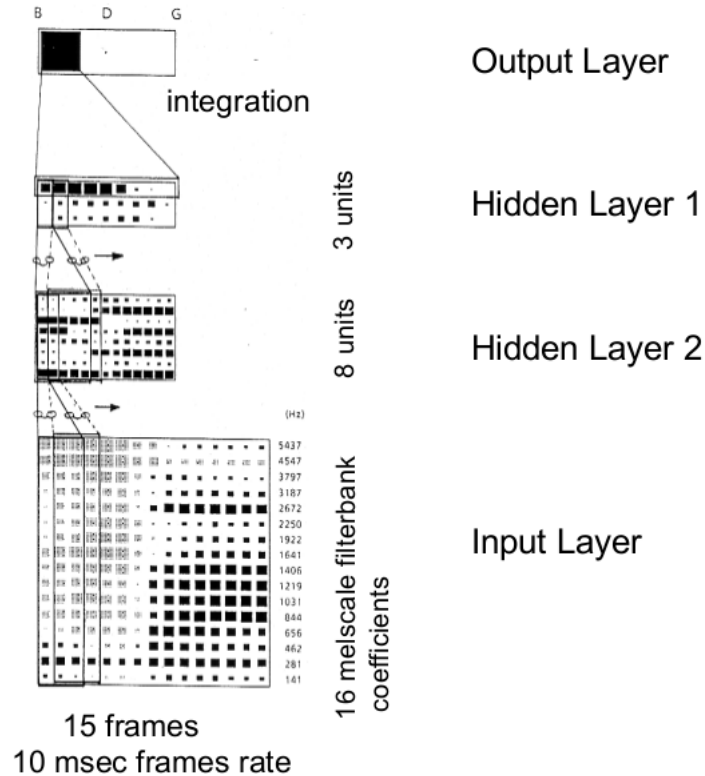 B D G
Output Layer
integration
3 units
Hidden Layer 1
8 units
Hidden Layer 2
(Hz)
5437
4547
3797
3187
2672
2250
1922
1641
1406
1219
1031
844
656
462
281
141
16 melscale filterbank
coefficients
Input Layer
15 frames
10 msec frames rate